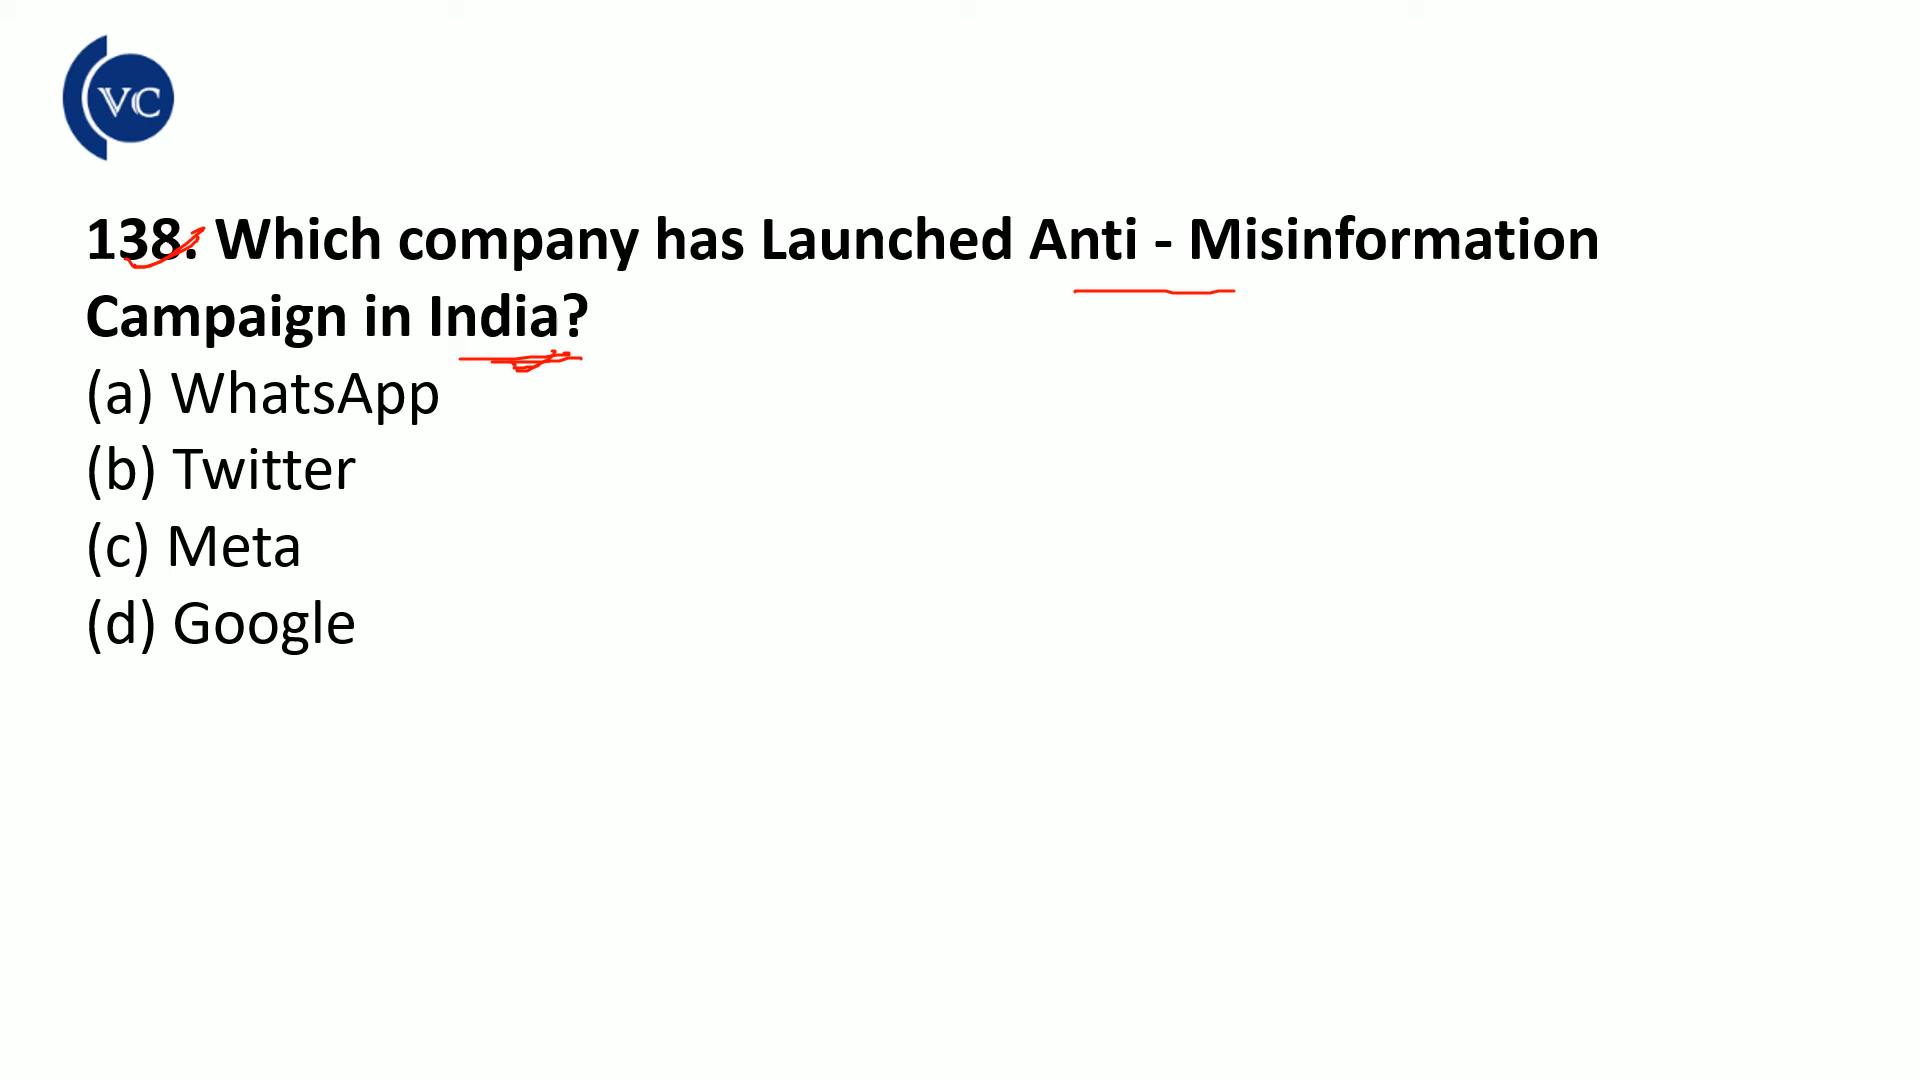 VC
138. Which company has Launched Anti - Misinformation
Campaign in India?
(a) WhatsApp
(b) Twitter
(c) Meta
(d) Google